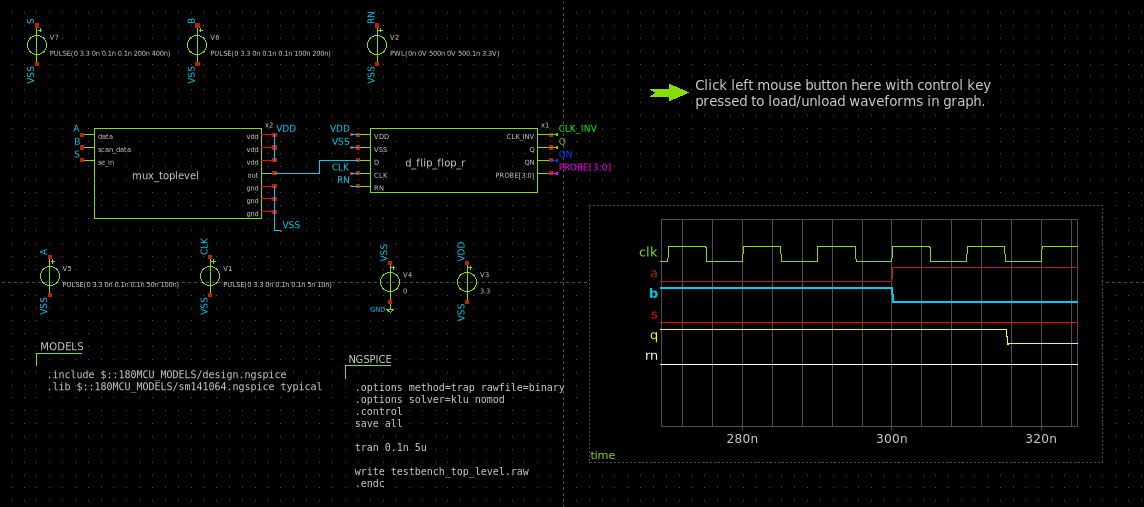 S
V7
PULSE(0 3.3 0n 0.1n 0.1n 200n 400n)
VSS
B
V6
PULSE(0 3.3 0n 0.1n 0.1n 100n 200n)
VSS
RN
V2
PWL(0n 0V 500n 0V 500.1n 3.3V)
VSS
Click left mouse button here with control key
pressed to load/unload waveforms in graph.
A
B
S
data
scan_data
se_in
mux_toplevel
x2
vdd
vdd
vdd
out
gnd
gnd
gnd
VDD
VSS
VDD
VSS
CLK
RN
VDD
VSS
D
CLK
RN
d_flip_flop_r
x1
CLK_INV
Q
QN
PROBE[3:0]
CLK_INV
Q
QN
PROBE[3:0]
A
V5
PULSE(0 3.3 0n 0.1n 0.1n 50n 100n)
VSS
CLK
V1
PULSE(0 3.3 0n 0.1n 0.1n 5n 10n)
VSS
VSS
V4
0
GND
VDD
V3
3.3
VSS
clk
a
b
s
q
rn
280n
300n
320n
time
MODELS
.include $::180MCU_MODELS/design.ngspice
.lib $::180MCU_MODELS/sm141064.ngspice typical
NGSPICE
.options method=trap rawfile=binary
.options solver=klu nomod
.control
save all
tran 0.1n 5u
write testbench_top_level.raw
.endc